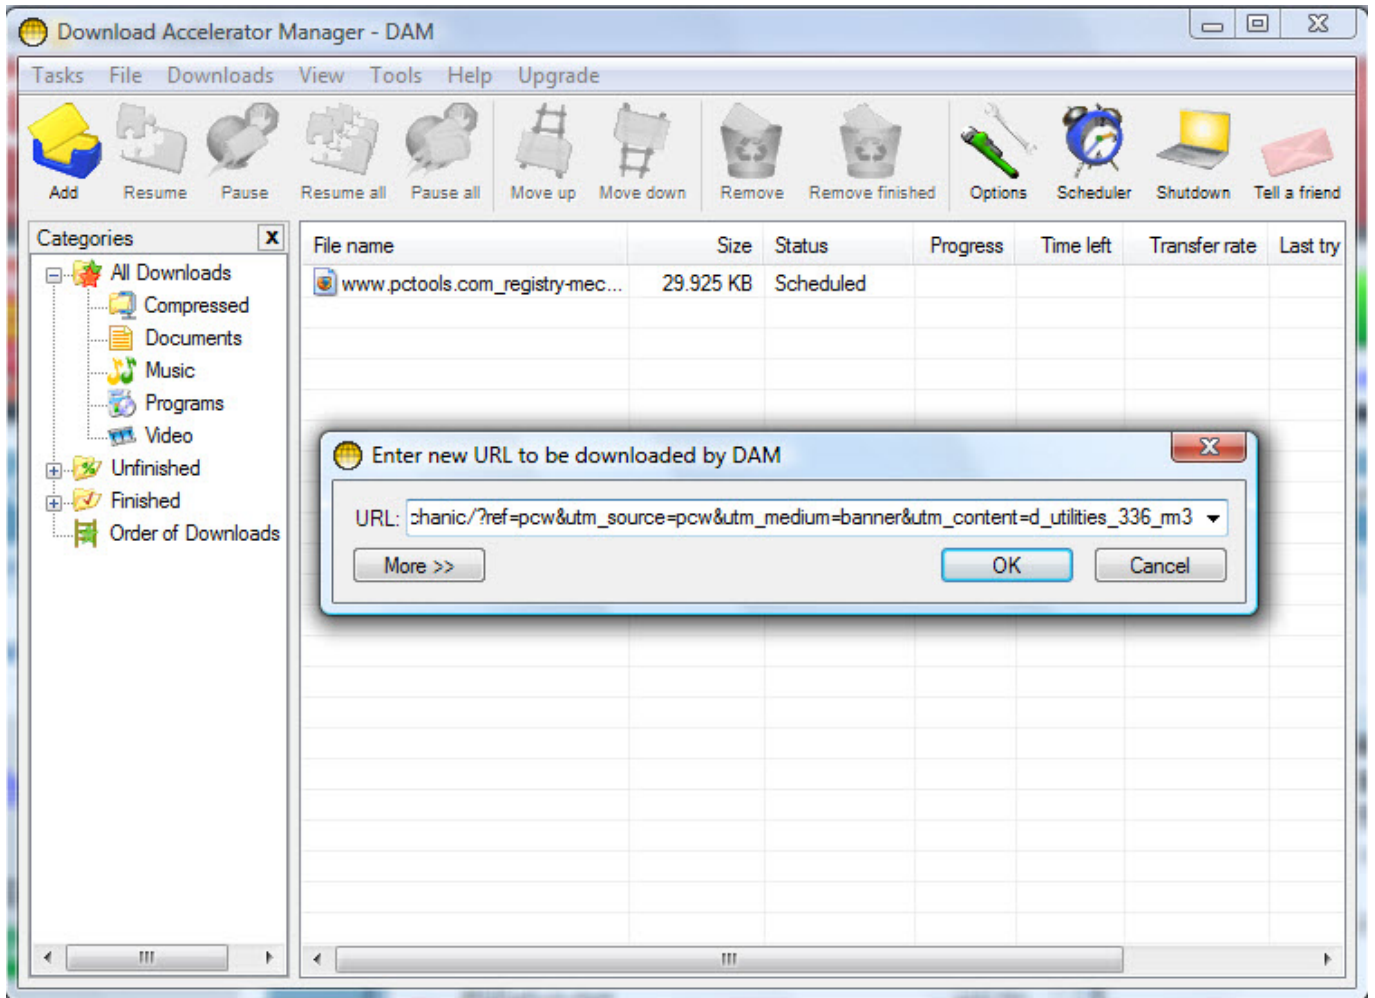 Download Accelerator Manager - DAM
Tasks File Downloads View Tools Help Upgrade
Add Resume Pause Resume all Pause all Move up Move down Remove Remove finished Options Scheduler Shutdown Tell a friend
Categories
All Downloads
Compressed
Documents
Music
Programs
Video
Unfinished
Finished
Order of Downloads
File name Size Status Progress Time left Transfer rate Last try
www.pctools.com_registry-mec... 29.925 KB Scheduled
Enter new URL to be downloaded by DAM
URL: chanic/?ref=pcw&utm_source=pcw&utm_medium=banner&utm_content=d_utilities_336_rm3
More >> OK Cancel